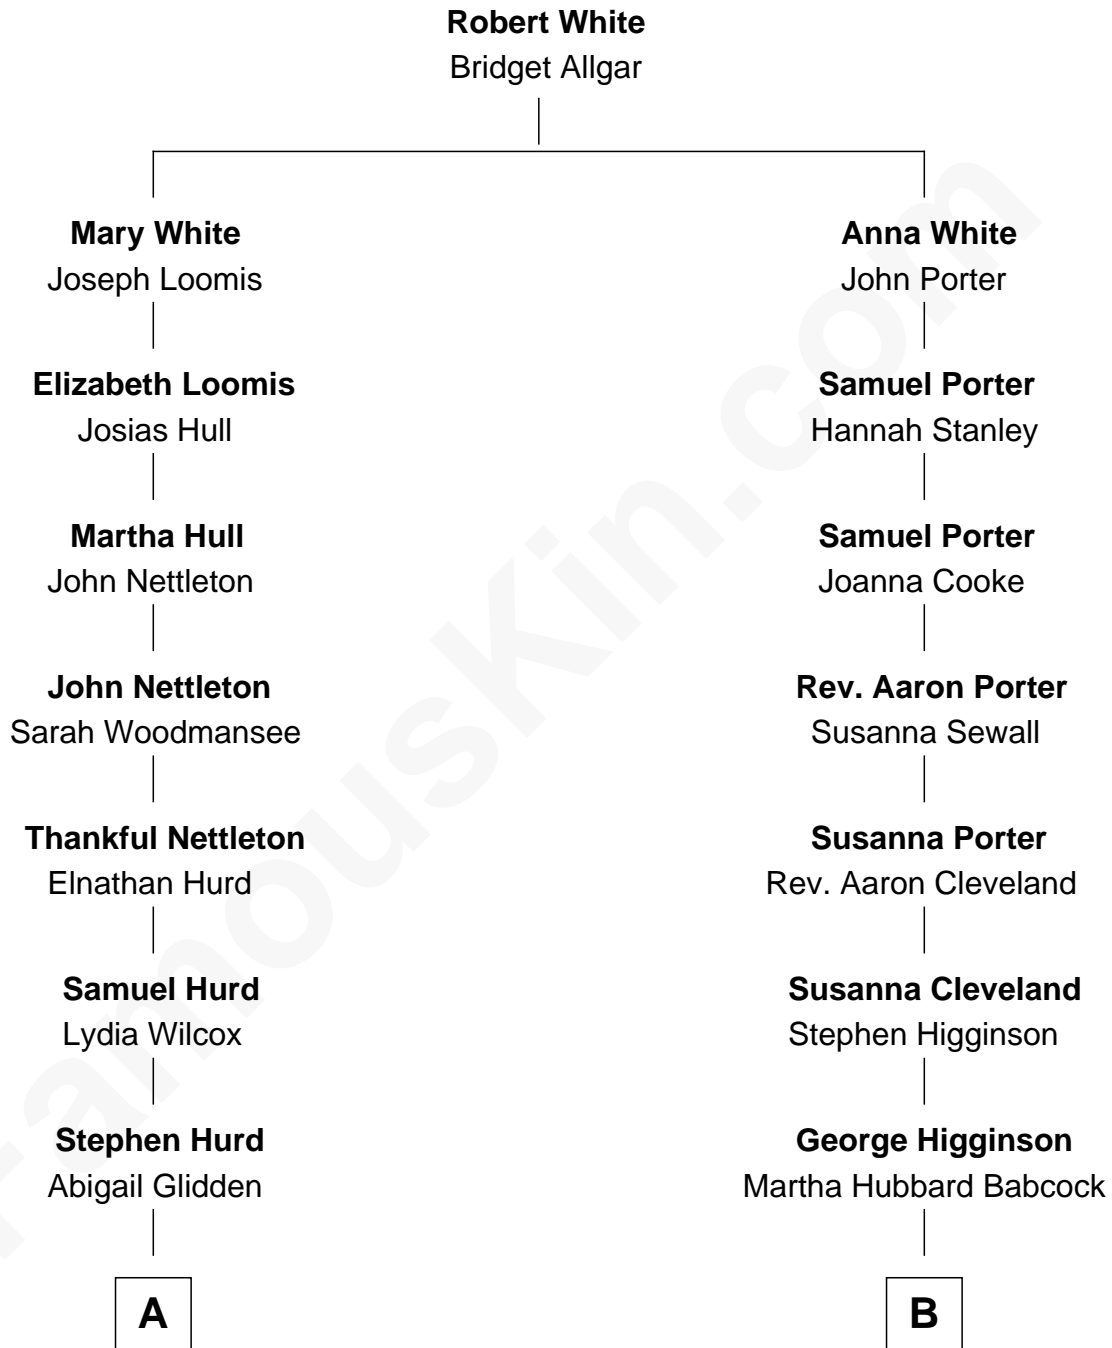 Robert White
Bridget Allgar
Mary White
Joseph Loomis
Anna White
John Porter
Elizabeth Loomis
Josias Hull
Samuel Porter
Hannah Stanley
Martha Hull
John Nettleton
Samuel Porter
Joanna Cooke
John Nettleton
Sarah Woodmansee
Rev. Aaron Porter
Susanna Sewall
Thankful Nettleton
Elnathan Hurd
Susanna Porter
Rev. Aaron Cleveland
Samuel Hurd
Lydia Wilcox
Susanna Cleveland
Stephen Higginson
Stephen Hurd
Abigail Glidden
George Higginson
Martha Hubbard Babcock
A
B
FamousKin.com